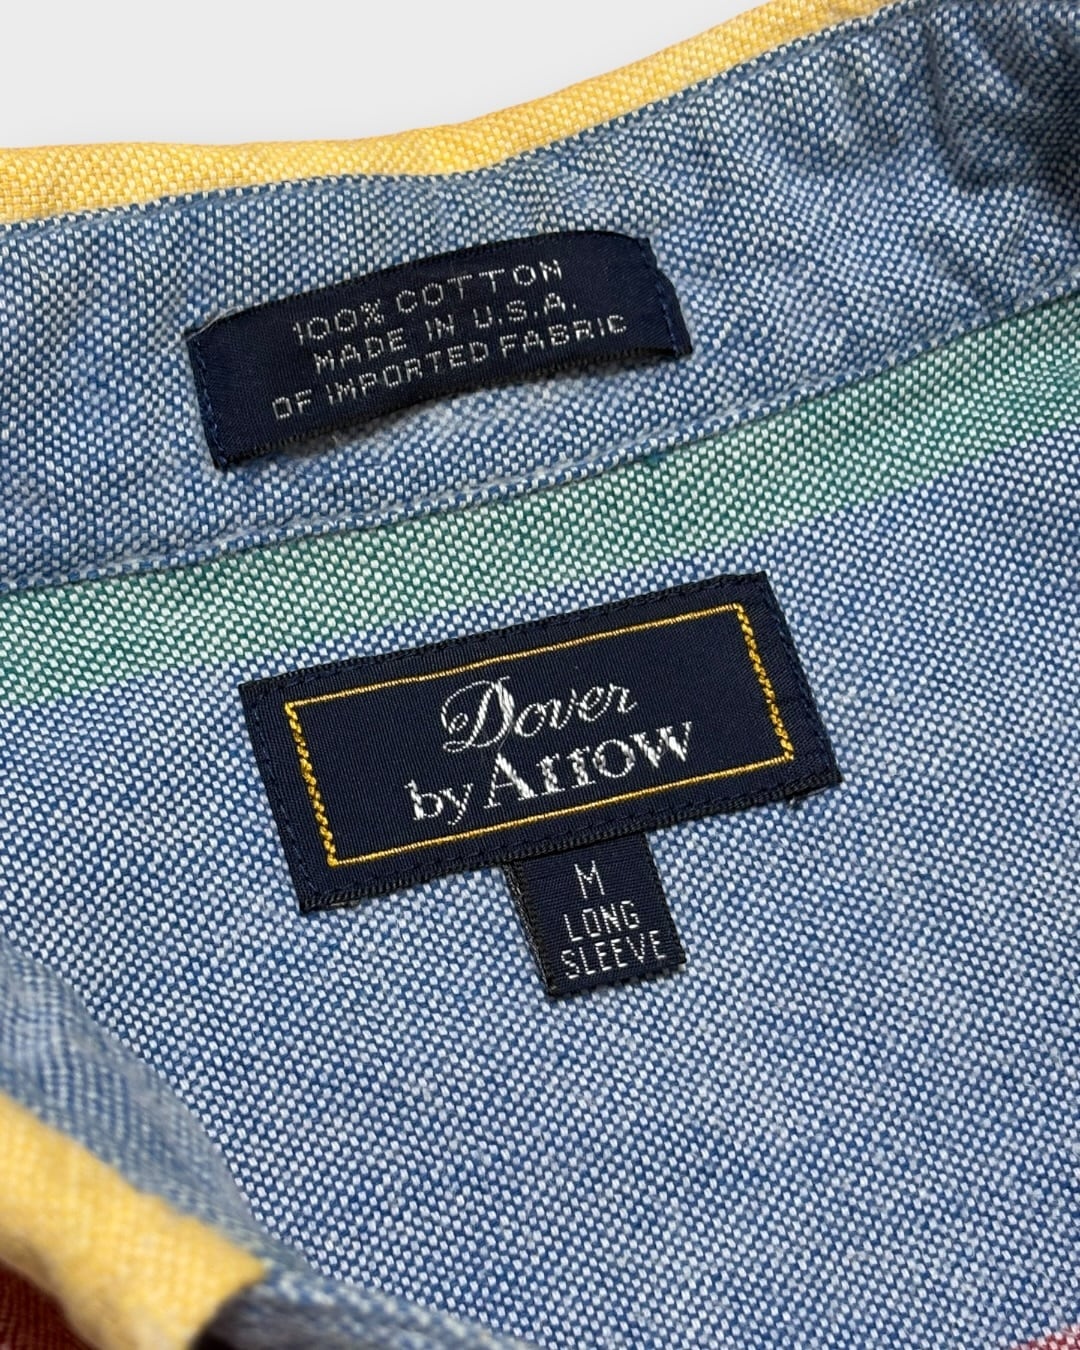 100% COTTON
MADE IN U.S.A.
OF IMPORTED FABRIC
Dover
by Arrow
M
LONG
SLEEVE